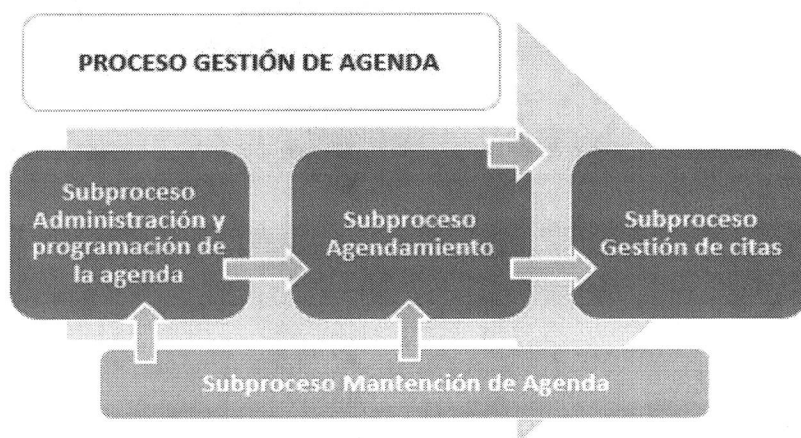 PROCESO GESTIÓN DE AGENDA
Subproceso
Administración y
programación de
la agenda
Subproceso
Agendamiento
Subproceso
Gestión de citas
Subproceso Mantención de Agenda